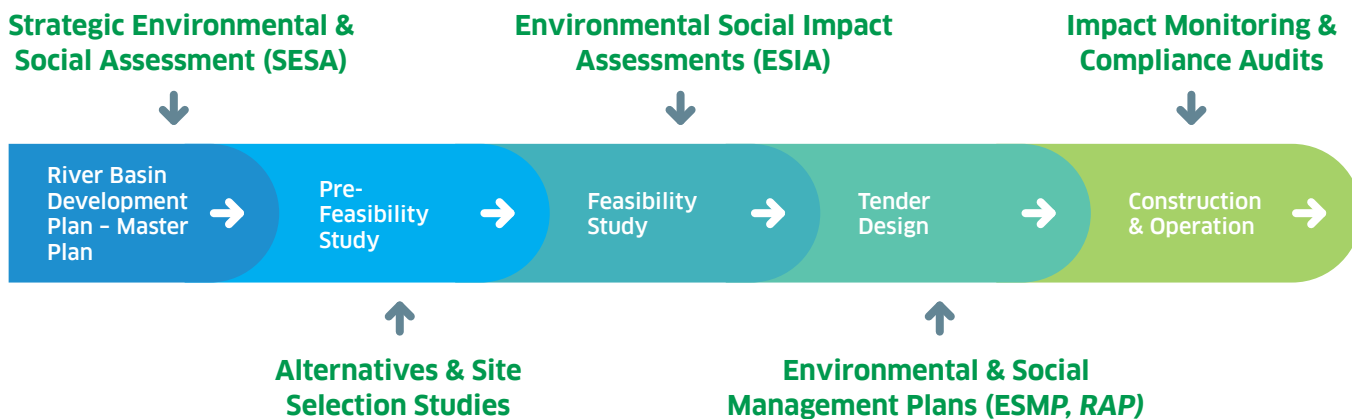 Strategic Environmental &
Social Assessment (SESA)
Environmental Social Impact
Assessments (ESIA)
Impact Monitoring &
Compliance Audits
River Basin
Development
Plan – Master
Plan
Pre-
Feasibility
Study
Feasibility
Study
Tender
Design
Construction
& Operation
Alternatives & Site
Selection Studies
Environmental & Social
Management Plans (ESMP, RAP)